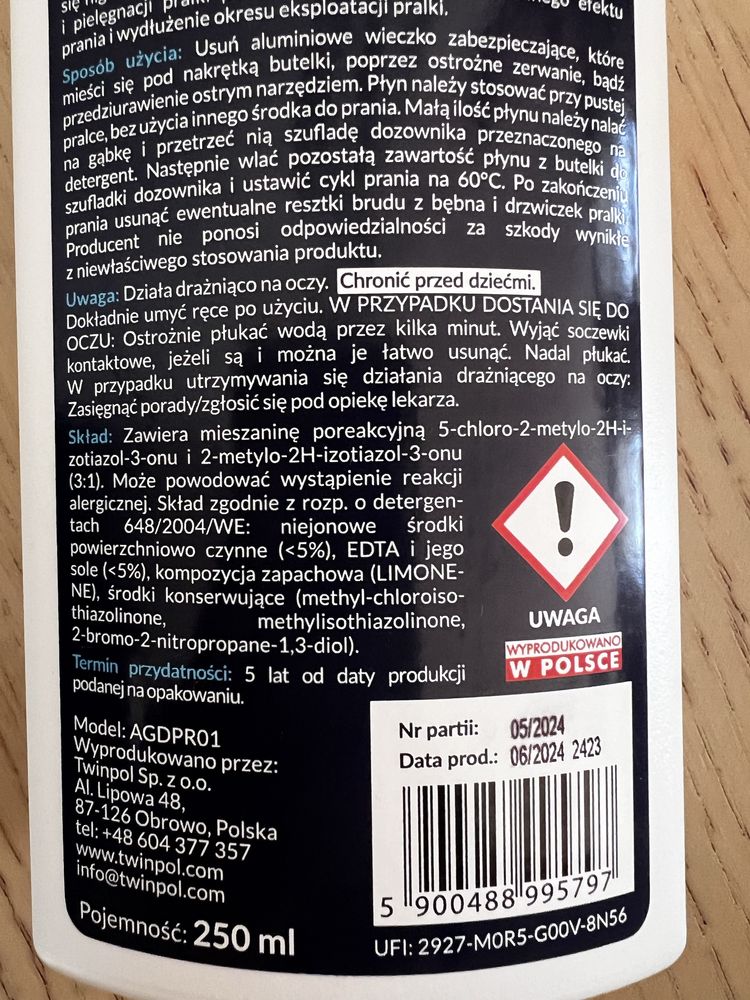 i pielęgnacji pralki efektu
prania i wydłużenie okresu eksploatacji pralki.
Sposób użycia: Usuń aluminiowe wieczko zabezpieczające, które
mieści się pod nakrętką butelki, poprzez ostrożne zerwanie, bądź
przedziurawienie ostrym narzędziem. Płyn należy stosować przy pustej
pralce, bez użycia innego środka do prania. Małą ilość płynu należy nalać
na gąbkę i przetrzeć nią szufladę dozownika przeznaczonego na
detergent. Następnie wlać pozostałą zawartość płynu z butelki do
szufladki dozownika i ustawić cykl prania na 60°C. Po zakończeniu
prania usunąć ewentualne resztki brudu z bębna i drzwiczek pralki.
Producent nie ponosi odpowiedzialności za szkody wynikłe
z niewłaściwego stosowania produktu.
Uwaga: Działa drażniąco na oczy. Chronić przed dziećmi.
Dokładnie umyć ręce po użyciu. W PRZYPADKU DOSTANIA SIĘ DO
OCZU: Ostrożnie płukać wodą przez kilka minut. Wyjąć soczewki
kontaktowe, jeżeli są i można je łatwo usunąć. Nadal płukać.
W przypadku utrzymywania się działania drażniącego na oczy:
Zasięgnąć porady/zgłosić się pod opiekę lekarza.
Skład: Zawiera mieszaninę poreakcyjną 5-chloro-2-metylo-2H-i-
zotiazol-3-onu i 2-metylo-2H-izotiazol-3-onu
(3:1). Może powodować wystąpienie reakcji
alergicznej. Skład zgodnie z rozp. o detergen-
tach 648/2004/WE: niejonowe środki
powierzchniowo czynne (<5%), EDTA i jego
sole (<5%), kompozycja zapachowa (LIMONE-
NE), środki konserwujące (methyl-chloroiso-
thiazolinone, methylisothiazolinone,
2-bromo-2-nitropropane-1,3-diol).
UWAGA
WYPRODUKOWANO
W POLSCE
Termin przydatności: 5 lat od daty produkcji
podanej na opakowaniu.
Model: AGDPR01
Wyprodukowano przez:
Twinpol Sp. z o.o.
Al. Lipowa 48,
87-126 Obrowo, Polska
tel: +48 604 377 357
www.twinpol.com
info@twinpol.com
Pojemność: 250 ml
Nr partii: 05/2024
Data prod.: 06/2024 2423
5 900488 995797
UFI: 2927-M0R5-G00V-8N56